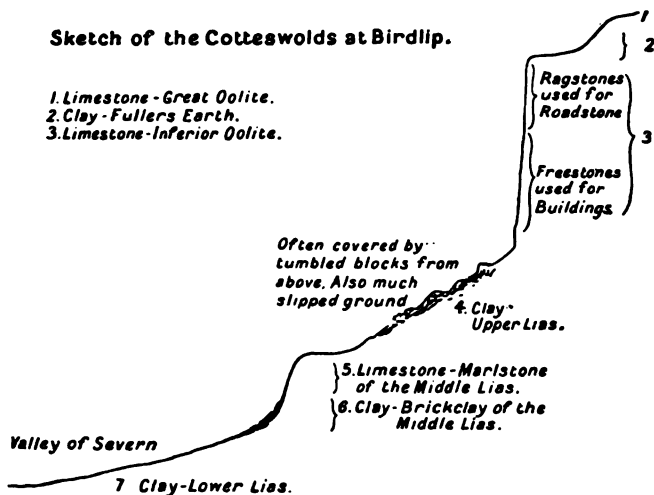 Sketch of the Cotteswolds at Birdlip.
1
2
1. Limestone - Great Oolite.
2. Clay - Fullers Earth.
3. Limestone - Inferior Oolite.
Ragstones
used for
Roadstone
3
Freestones
used for
Buildings
Often covered by
tumbled blocks from
above. Also much
slipped ground
4. Clay-
Upper Lias.
5. Limestone - Marlstone
of the Middle Lias.
6. Clay - Brickclay of the
Middle Lias.
Valley of Severn
7 Clay - Lower Lias.